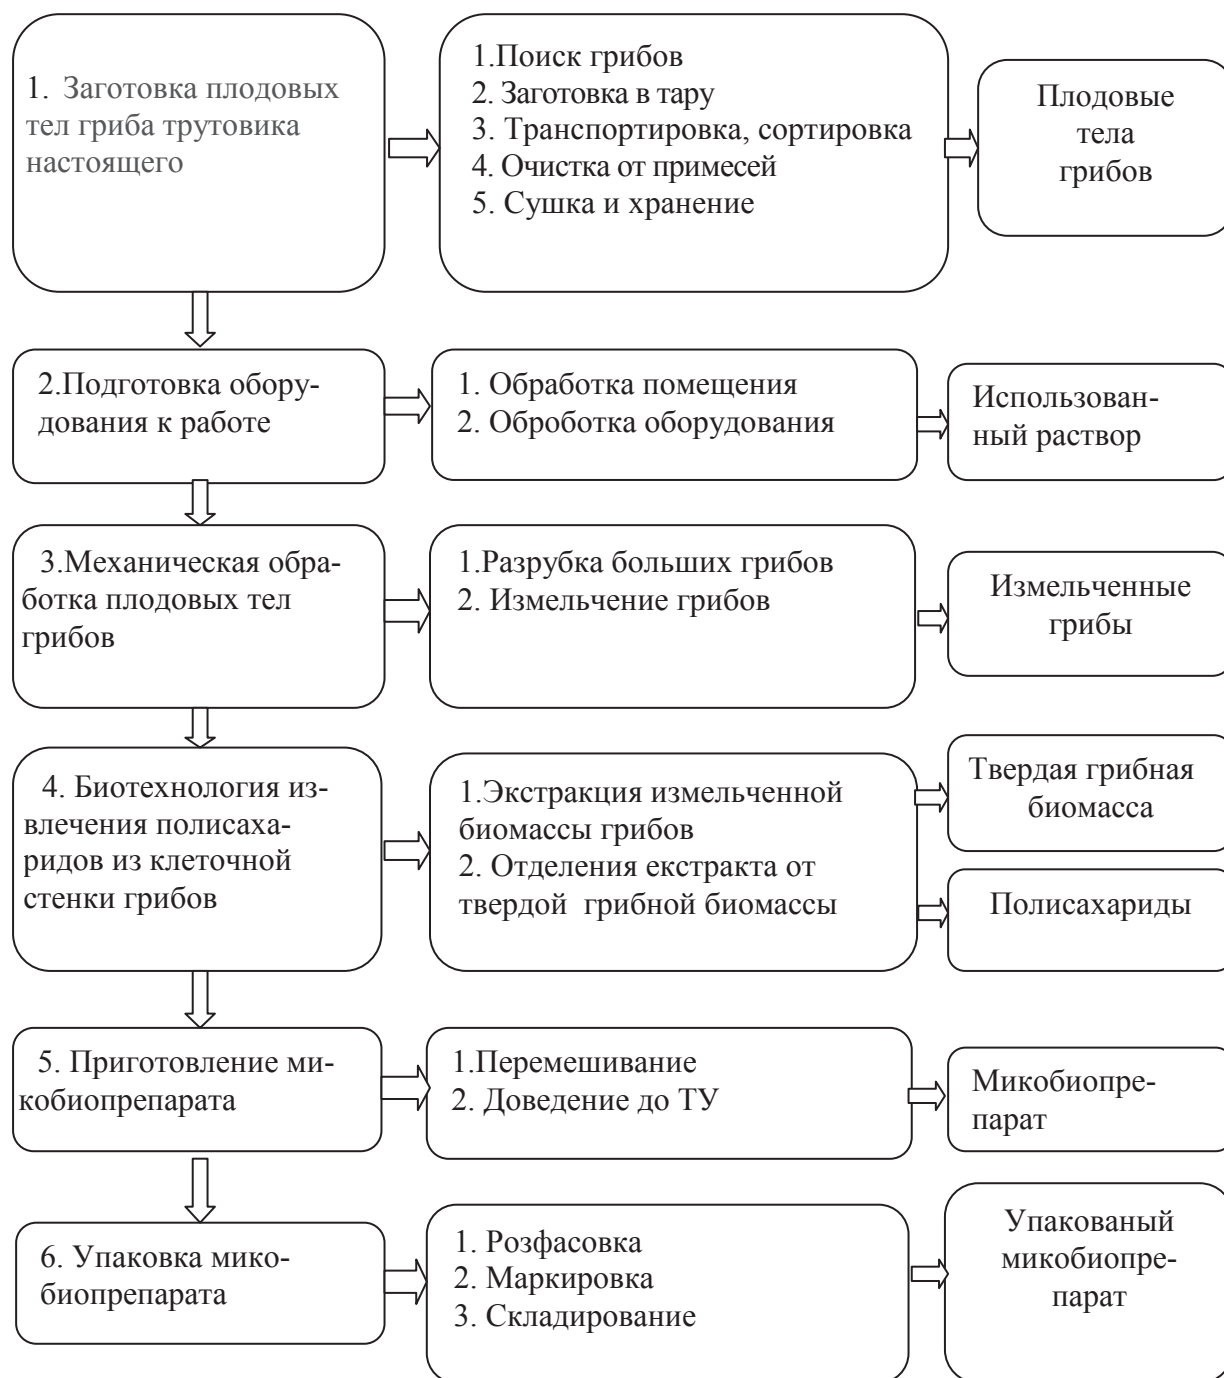 1. Заготовка плодовых
тел гриба трутовика
настоящего
1.Поиск грибов
2. Заготовка в тару
3. Транспортировка, сортировка
4. Очистка от примесей
5. Сушка и хранение
Плодовые
тела
грибов
2.Подготовка обору-
дования к работе
1. Обработка помещения
2. Оброботка оборудования
Использован-
ный раствор
3.Механическая обра-
ботка плодовых тел
грибов
1.Разрубка больших грибов
2. Измельчение грибов
Измельченные
грибы
4. Биотехнология из-
влечения полисаха-
ридов из клеточной
стенки грибов
1.Экстракция измельченной
биомассы грибов
2. Отделения екстракта от
твердой грибной биомассы
Твердая грибная
биомасса
Полисахариды
5. Приготовление ми-
кобиопрепарата
1.Перемешивание
2. Доведение до ТУ
Микобиопре-
парат
6. Упаковка мико-
биопрепарата
1. Розфасовка
2. Маркировка
3. Складирование
Упакованый
микобиопре-
парат